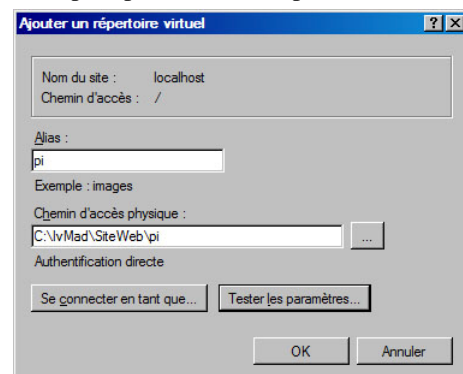 Ajouter un répertoire virtuel
Nom du site : localhost
Chemin d'accès : /
Alias :
pi
Exemple : images
Chemin d'accès physique :
C:\IvMad\SiteWeb\pi
...
Authentification directe
Se connecter en tant que... Tester les paramètres...
OK Annuler